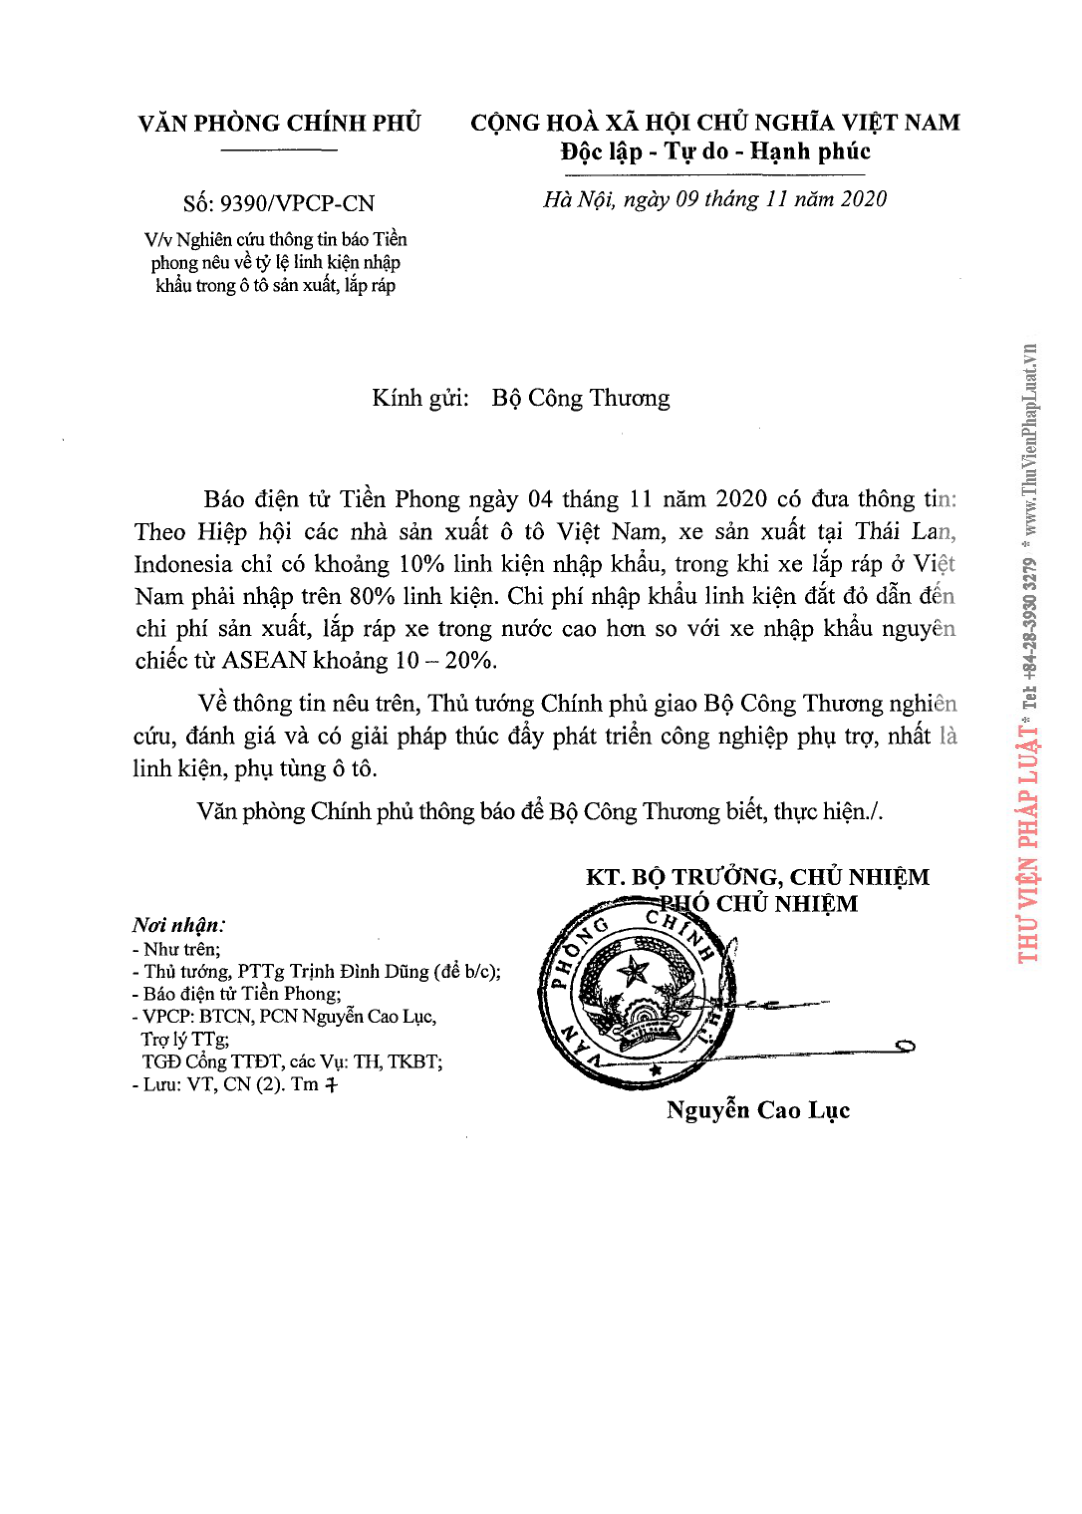 VĂN PHÒNG CHÍNH PHỦ
CỘNG HOÀ XÃ HỘI CHỦ NGHĨA VIỆT NAM
Độc lập - Tự do - Hạnh phúc
Số: 9390/VPCP-CN
Hà Nội, ngày 09 tháng 11 năm 2020
V/v Nghiên cứu thông tin báo Tiền
phong nêu về tỷ lệ linh kiện nhập
khẩu trong ô tô sản xuất, lắp ráp
Kính gửi: Bộ Công Thương
Báo điện tử Tiền Phong ngày 04 tháng 11 năm 2020 có đưa thông tin:
Theo Hiệp hội các nhà sản xuất ô tô Việt Nam, xe sản xuất tại Thái Lan,
Indonesia chỉ có khoảng 10% linh kiện nhập khẩu, trong khi xe lắp ráp ở Việt
Nam phải nhập trên 80% linh kiện. Chi phí nhập khẩu linh kiện đắt đỏ dẫn đến
chi phí sản xuất, lắp ráp xe trong nước cao hơn so với xe nhập khẩu nguyên
chiếc từ ASEAN khoảng 10 – 20%.
Về thông tin nêu trên, Thủ tướng Chính phủ giao Bộ Công Thương nghiên
cứu, đánh giá và có giải pháp thúc đẩy phát triển công nghiệp phụ trợ, nhất là
linh kiện, phụ tùng ô tô.
Văn phòng Chính phủ thông báo để Bộ Công Thương biết, thực hiện./.
KT. BỘ TRƯỞNG, CHỦ NHIỆM
PHÓ CHỦ NHIỆM
Nơi nhận:
- Như trên;
- Thủ tướng, PTTg Trịnh Đình Dũng (để b/c);
- Báo điện tử Tiền Phong;
- VPCP: BTCN, PCN Nguyễn Cao Lục,
Trợ lý TTg;
TGĐ Cổng TTĐT, các Vụ: TH, TKBT;
- Lưu: VT, CN (2). Tm 7
VĂN PHÒNG CHÍNH PHỦ
Nguyễn Cao Lục
THƯ VIỆN PHÁP LUẬT * Tel: +84-28-3930 3279 * www.ThuVienPhapLuat.vn